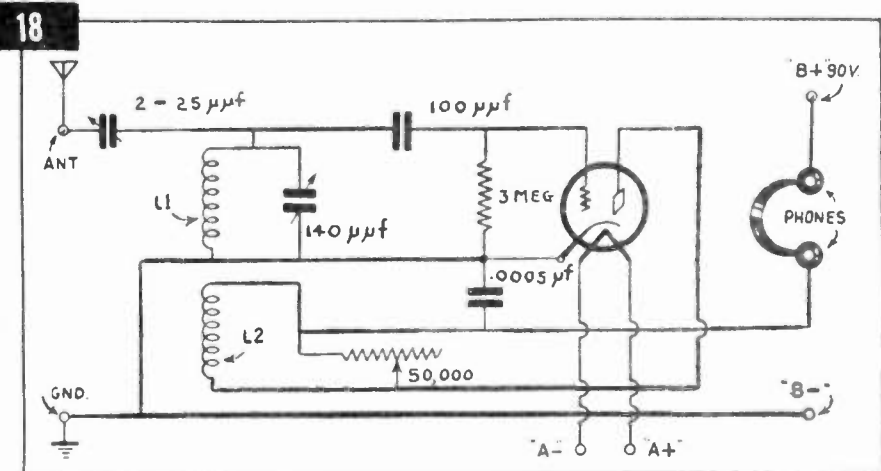 18
"B+"90V.
2 - 25 µµf
100 µµf
ANT
L1
3 MEG
PHONES
140 µµf
.0005 µf
L2
50,000
GND.
"B-"
"A-"
"A+"